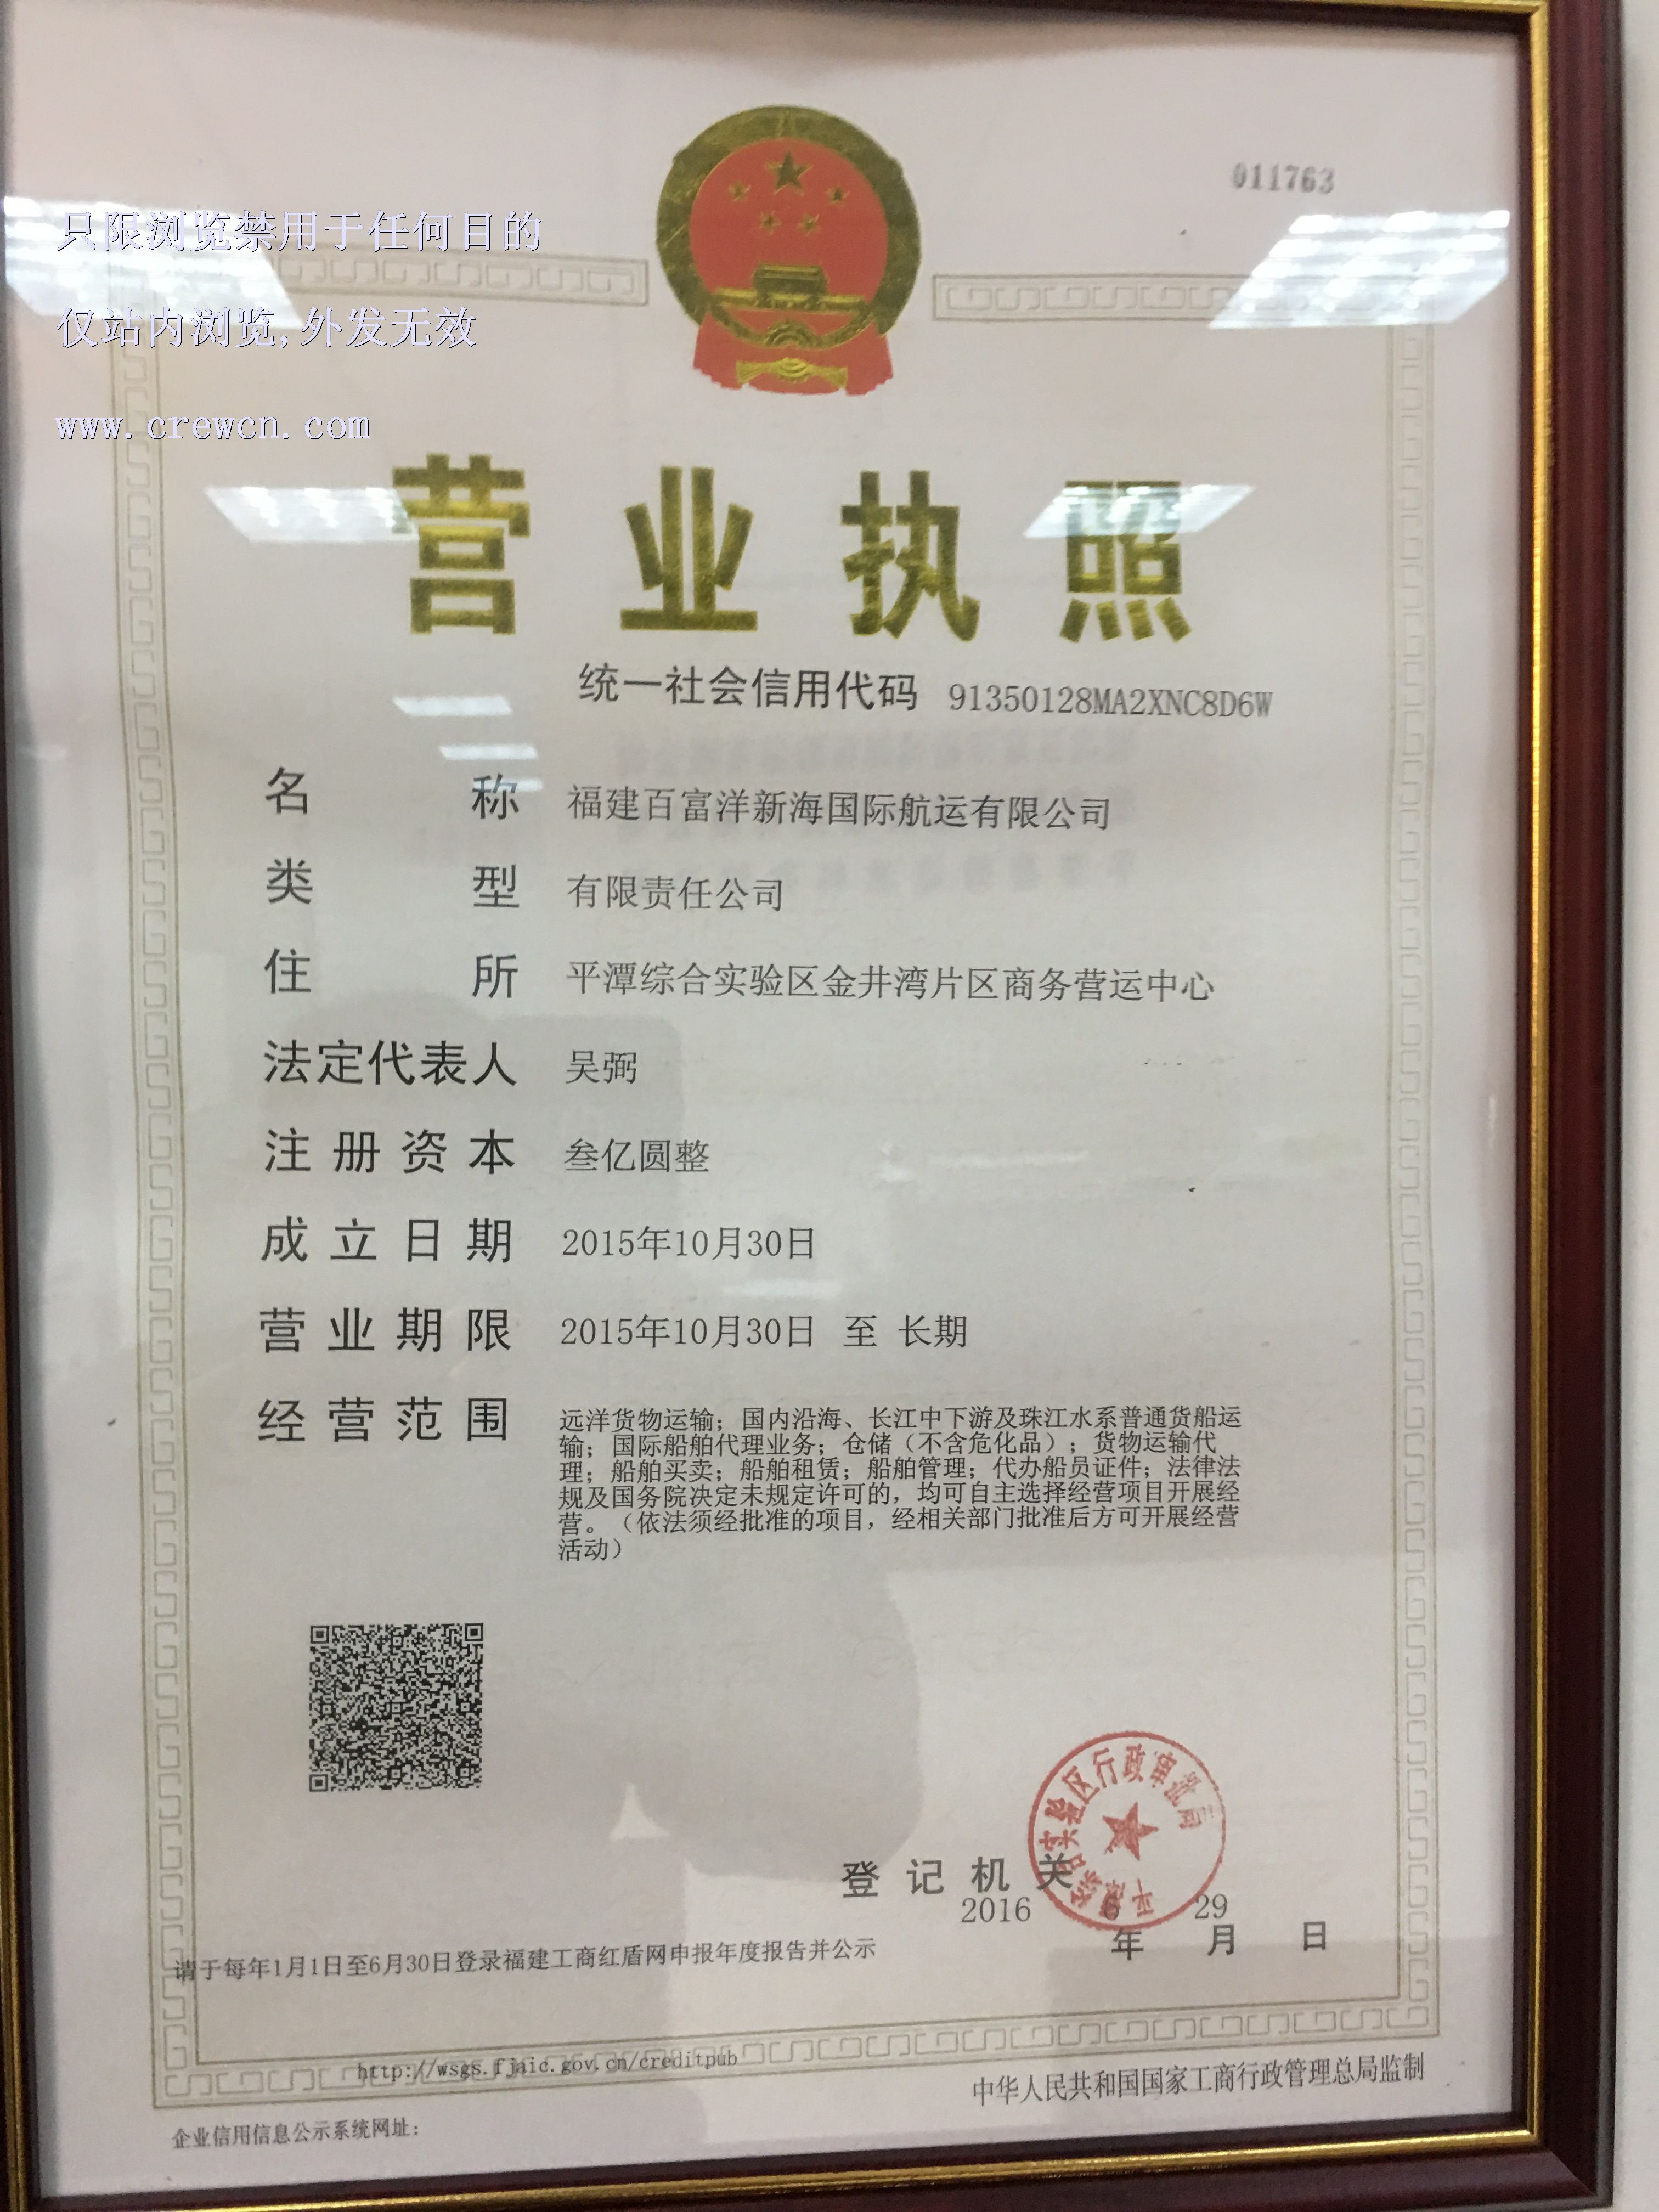 011763
只限浏览禁用于任何目的
仅站内浏览,外发无效
www.crewcn.com
营业执照
统一社会信用代码 91350128MA2XNC8D6W
名称 福建百富洋新海国际航运有限公司
类型 有限责任公司
住所 平潭综合实验区金井湾片区商务营运中心
法定代表人 吴弼
注册资本 叁亿圆整
成立日期 2015年10月30日
营业期限 2015年10月30日 至 长期
经营范围 远洋货物运输；国内沿海、长江中下游及珠江水系普通货船运
输；国际船舶代理业务；仓储（不含危化品）；货物运输代
理；船舶买卖；船舶租赁；船舶管理；代办船员证件；法律法
规及国务院决定未规定许可的，均可自主选择经营项目开展经
营。（依法须经批准的项目，经相关部门批准后方可开展经营
活动）
平潭综合实验区行政审批局
登记机关
2016 6 29
年 月 日
请于每年1月1日至6月30日登录福建工商红盾网申报年度报告并公示
http://wsgs.fjaic.gov.cn/creditpub
中华人民共和国国家工商行政管理总局监制
企业信用信息公示系统网址: